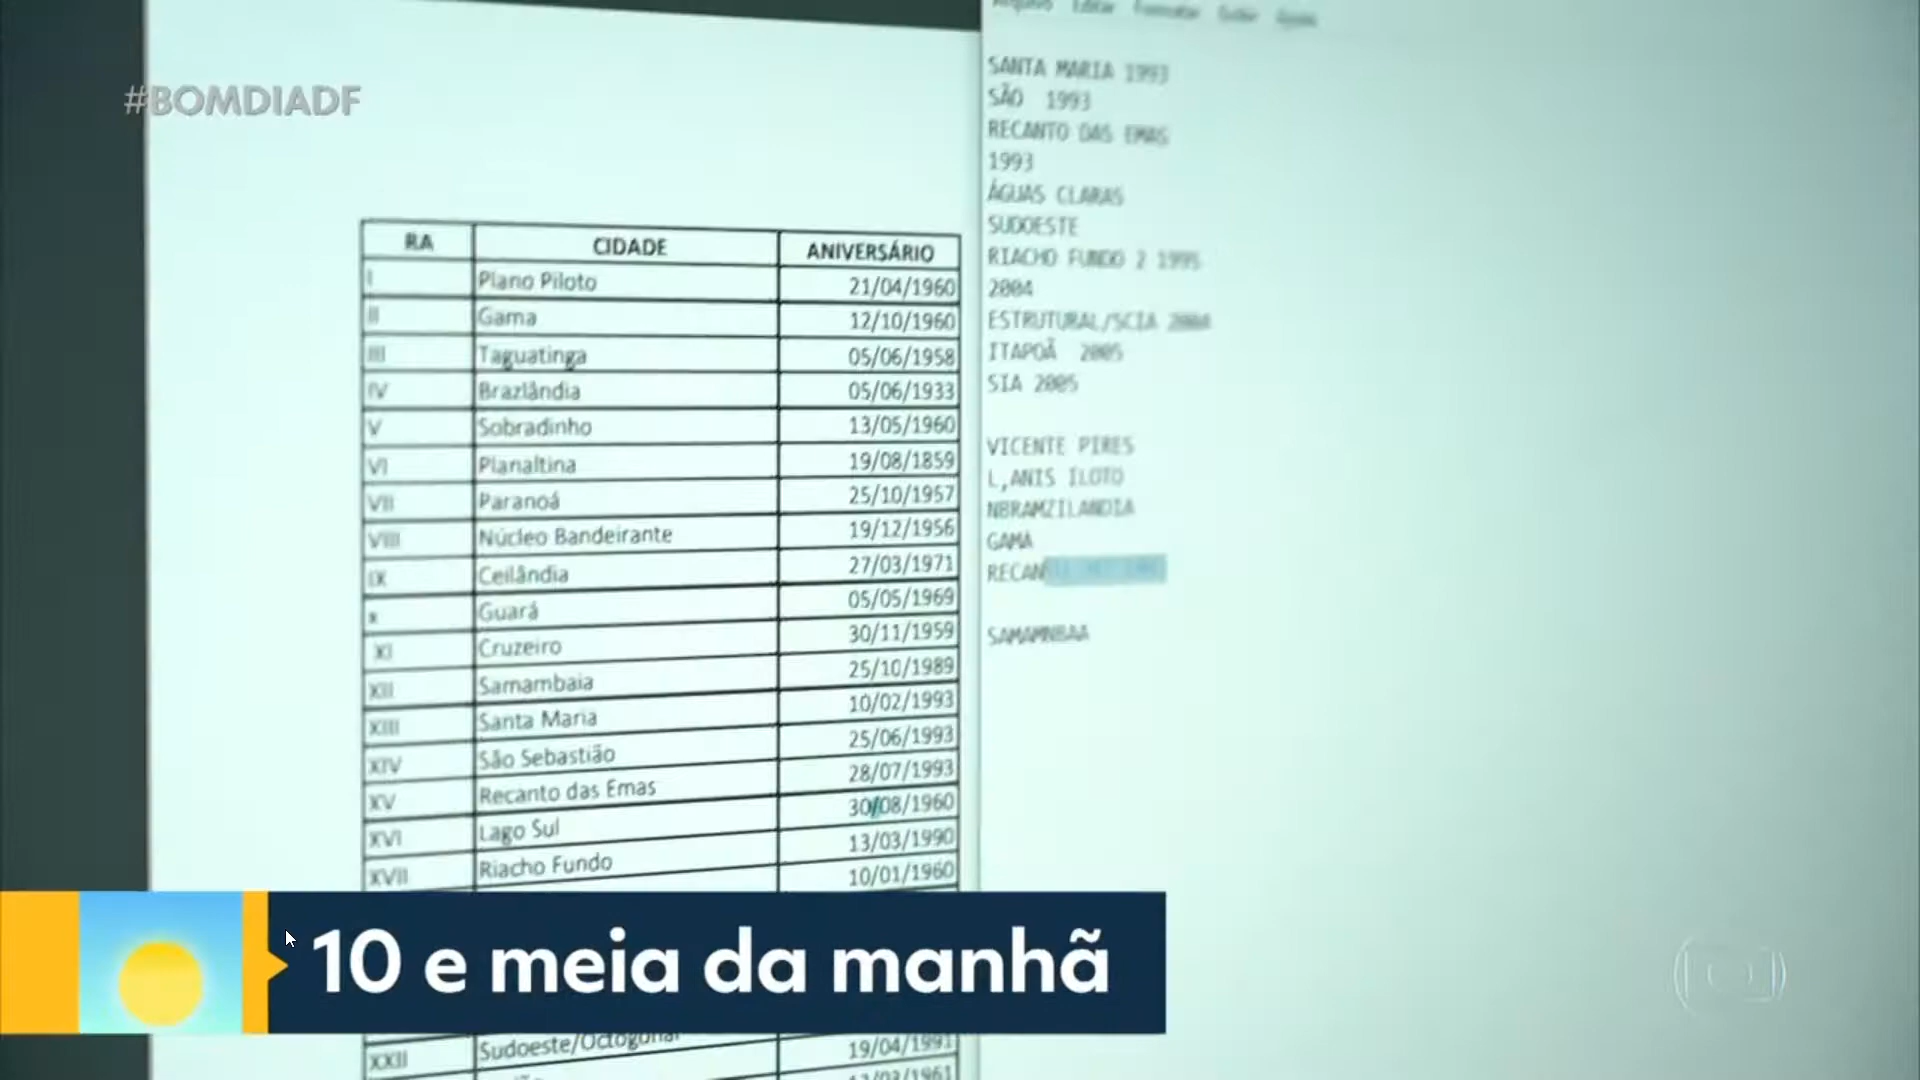 #BOMDIADF
RA CIDADE ANIVERSÁRIO
I Plano Piloto 21/04/1960
II Gama 12/10/1960
III Taguatinga 05/06/1958
IV Brazlândia 05/06/1933
V Sobradinho 13/05/1960
VI Planaltina 19/08/1859
VII Paranoá 25/10/1957
VIII Núcleo Bandeirante 19/12/1956
IX Ceilândia 27/03/1971
x Guará 05/05/1969
XI Cruzeiro 30/11/1959
XII Samambaia 25/10/1989
XIII Santa Maria 10/02/1993
XIV São Sebastião 25/06/1993
XV Recanto das Emas 28/07/1993
XVI Lago Sul 30/08/1960
XVII Riacho Fundo 13/03/1990
10/01/1960
XXII Sudoeste/Octogonal 19/04/1991
Arquivo Editar Formatar Exibir Ajuda
SANTA MARIA 1993
SÃO 1993
RECANTO DAS EMAS
1993
ÁGUAS CLARAS
SUDOESTE
RIACHO FUNDO 2 1995
2004
ESTRUTURAL/SCIA 2004
ITAPOÃ 2005
SIA 2005
VICENTE PIRES
L,ANIS ILOTO
NBRAMZILANDIA
GAMA
RECAN
SAMAMNBAA
10 e meia da manhã